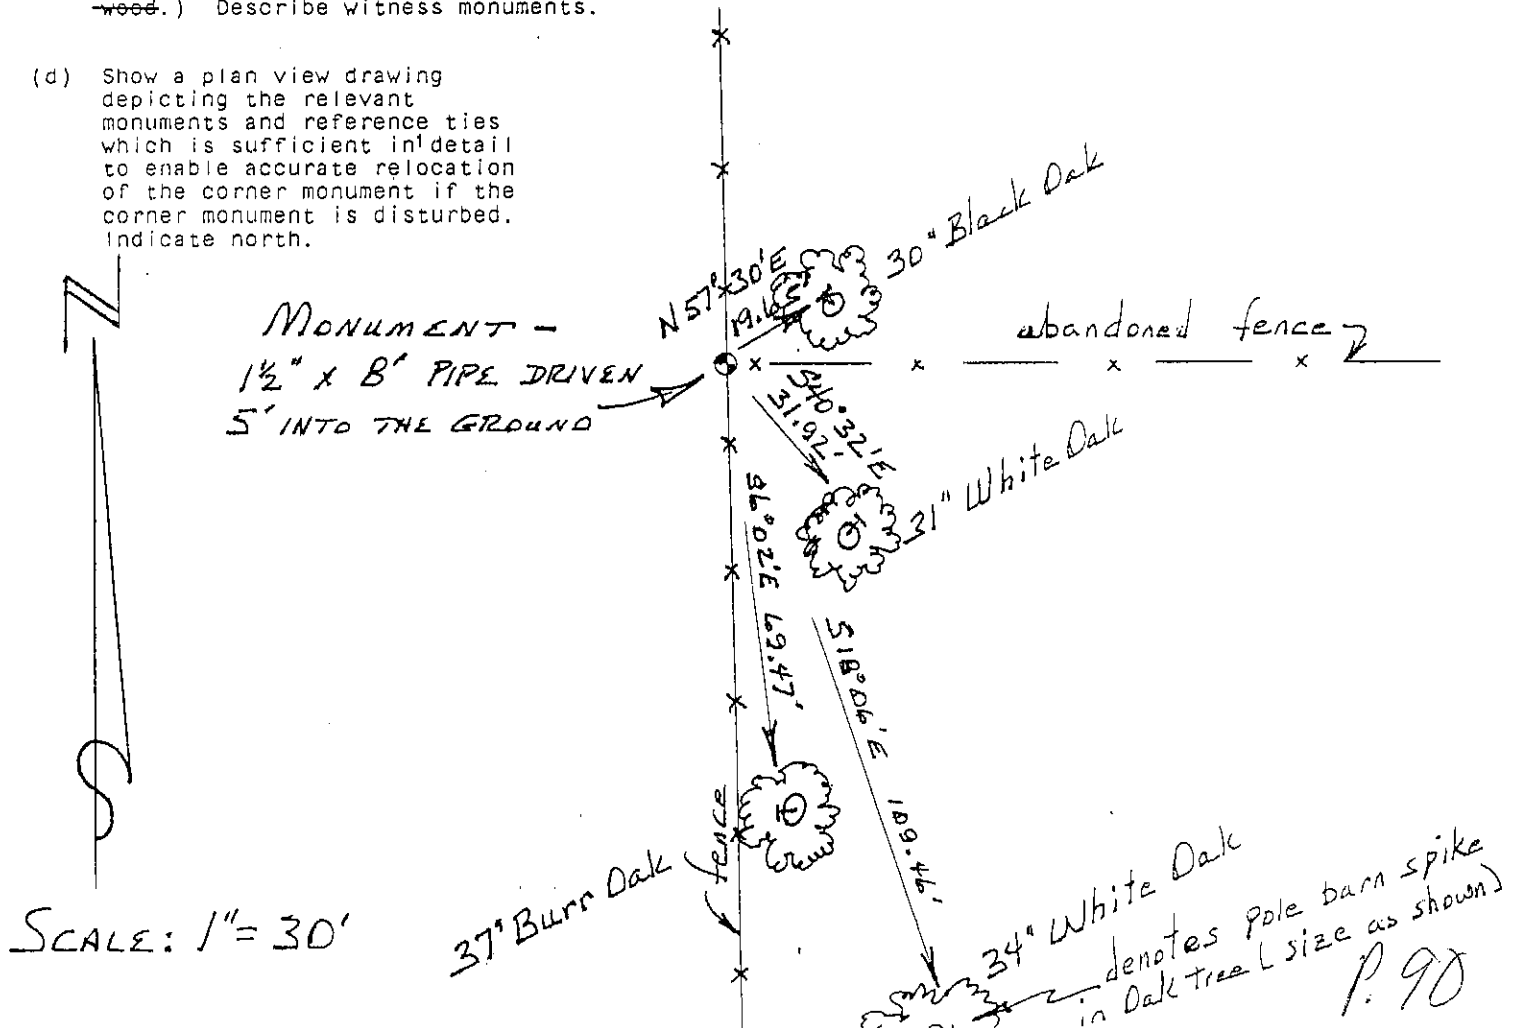 wood.) Describe witness monuments.
(d) Show a plan view drawing
depicting the relevant
monuments and reference ties
which is sufficient in detail
to enable accurate relocation
of the corner monument if the
corner monument is disturbed.
Indicate north.
MONUMENT -
1½" x 8' PIPE DRIVEN
5' INTO THE GROUND
N 57° 30' E
30" Black Oak
abandoned fence
S40°32'E
31.92'
31" White Oak
S6°02'E 69.47'
S18°06'E 109.46'
fence
37" Burr Oak
34" White Oak
denotes pole barn spike
in Oak tree (size as shown)
SCALE: 1" = 30'
P. 90